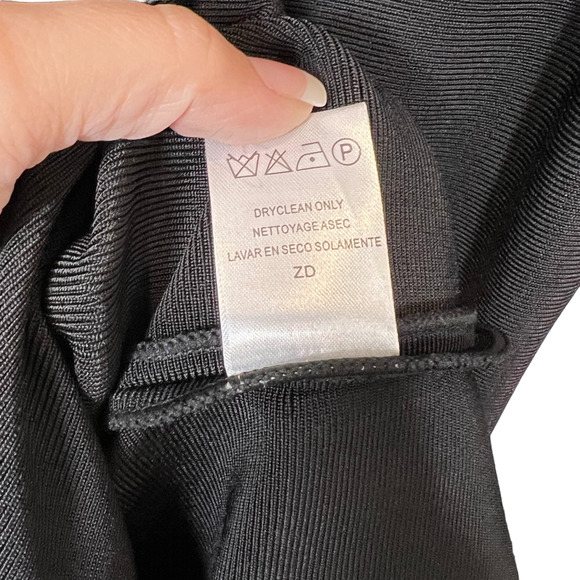 P
DRYCLEAN ONLY
NETTOYAGE ASEC
LAVAR EN SECO SOLAMENTE
ZD